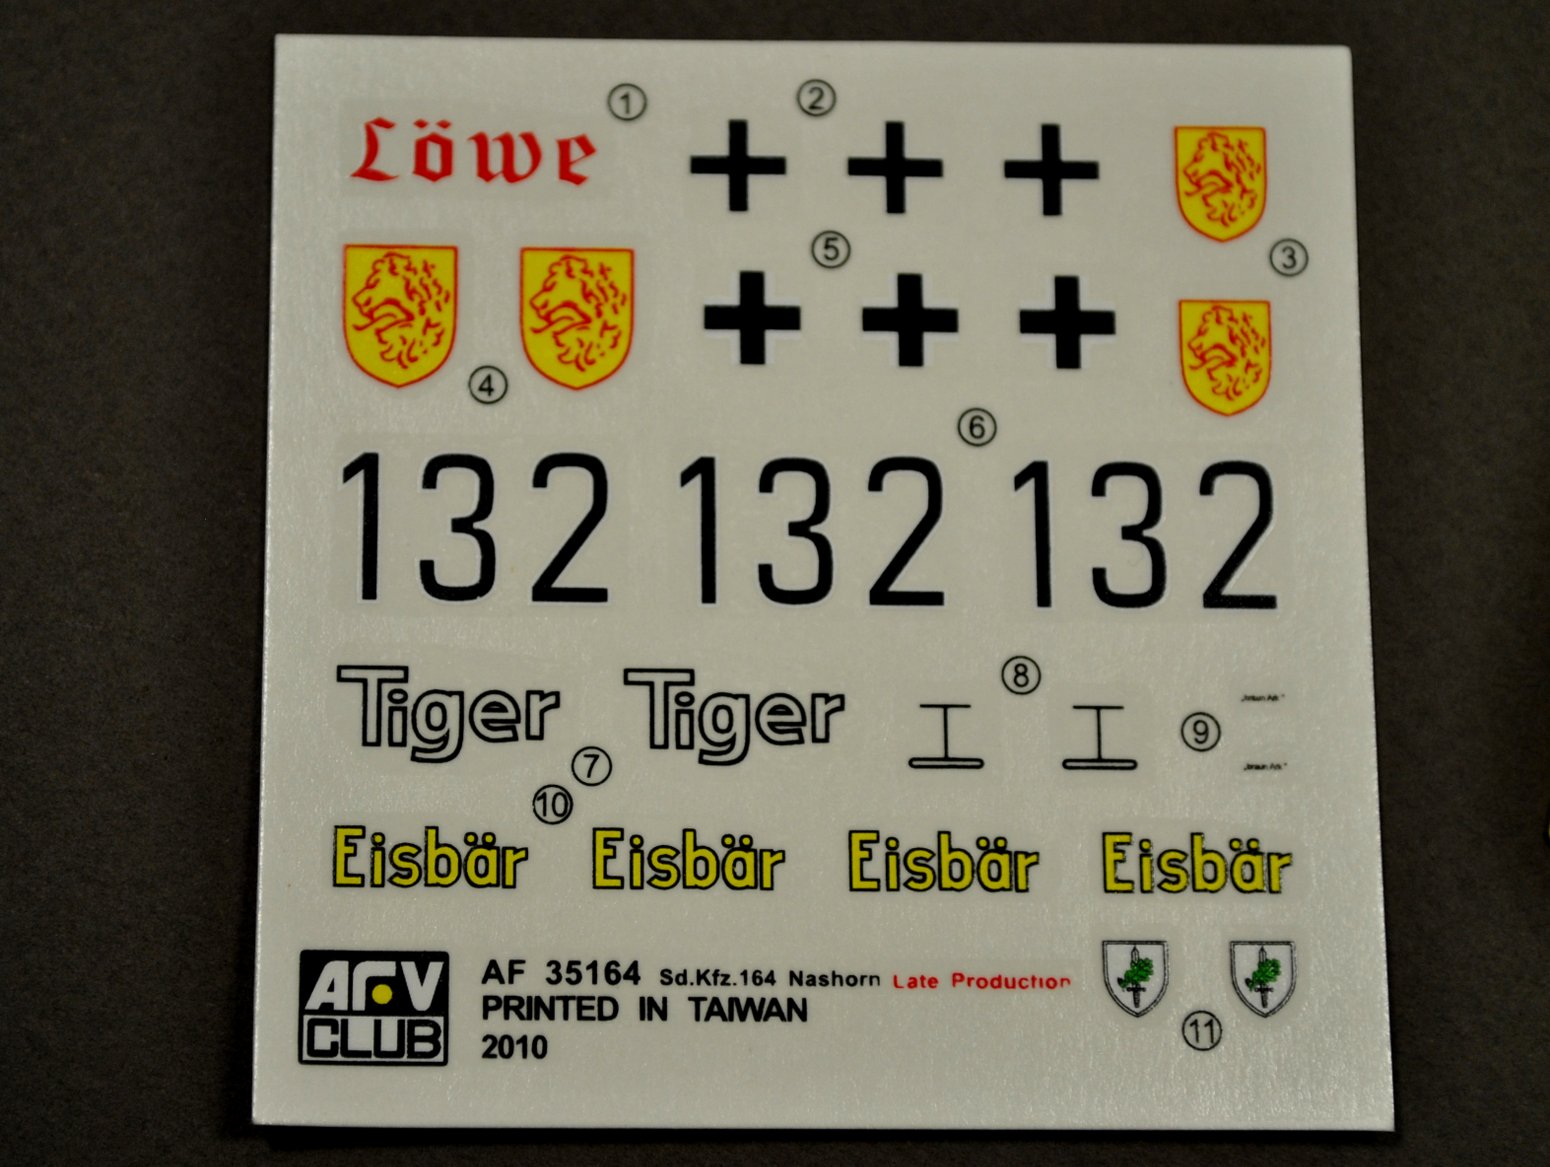 Löwe
1
2
3
5
4
6
132 132 132
Tiger Tiger
8
9
7
10
Eisbär Eisbär Eisbär Eisbär
AFV
CLUB
AF 35164 Sd.Kfz.164 Nashorn Late Production
PRINTED IN TAIWAN
2010
11